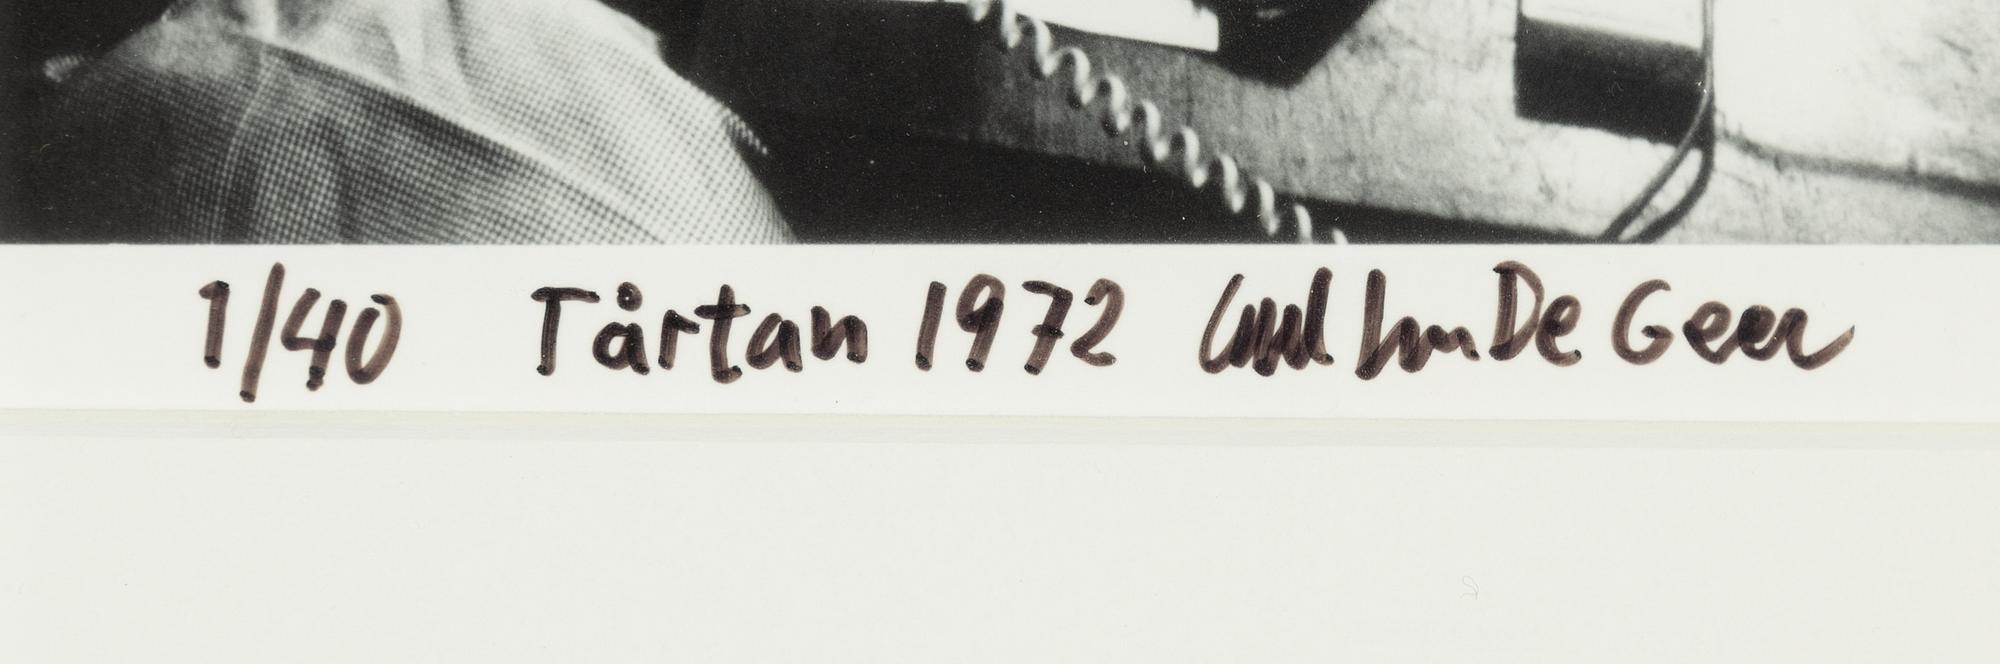 1/40 Tårtan 1972 Carl Johan De Geer